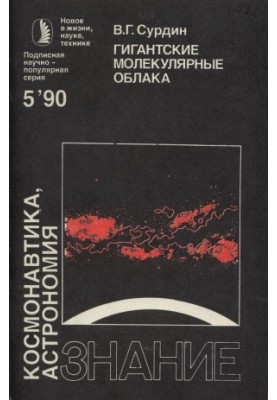 Новое
в жизни,
науке,
технике
Подписная
научно-
популярная
серия
5'90
В.Г. Сурдин
ГИГАНТСКИЕ
МОЛЕКУЛЯРНЫЕ
ОБЛАКА
КОСМОНАВТИКА,
АСТРОНОМИЯ
ЗНАНИЕ